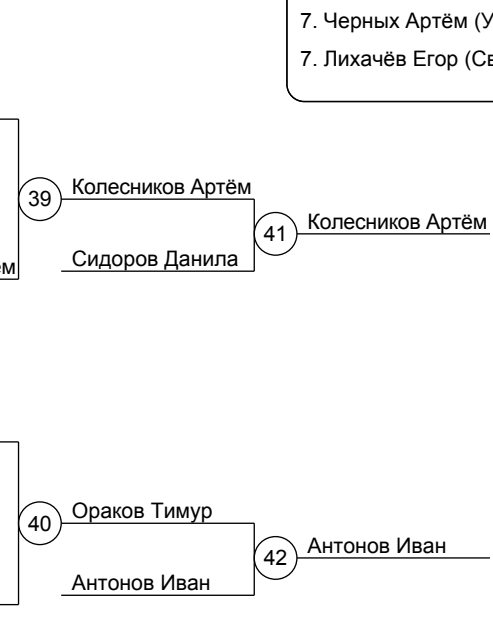 7. Черных Артём (У
7. Лихачёв Егор (Св
39
Колесников Артём
41
Колесников Артём
Сидоров Данила
ём
40
Ораков Тимур
42
Антонов Иван
Антонов Иван